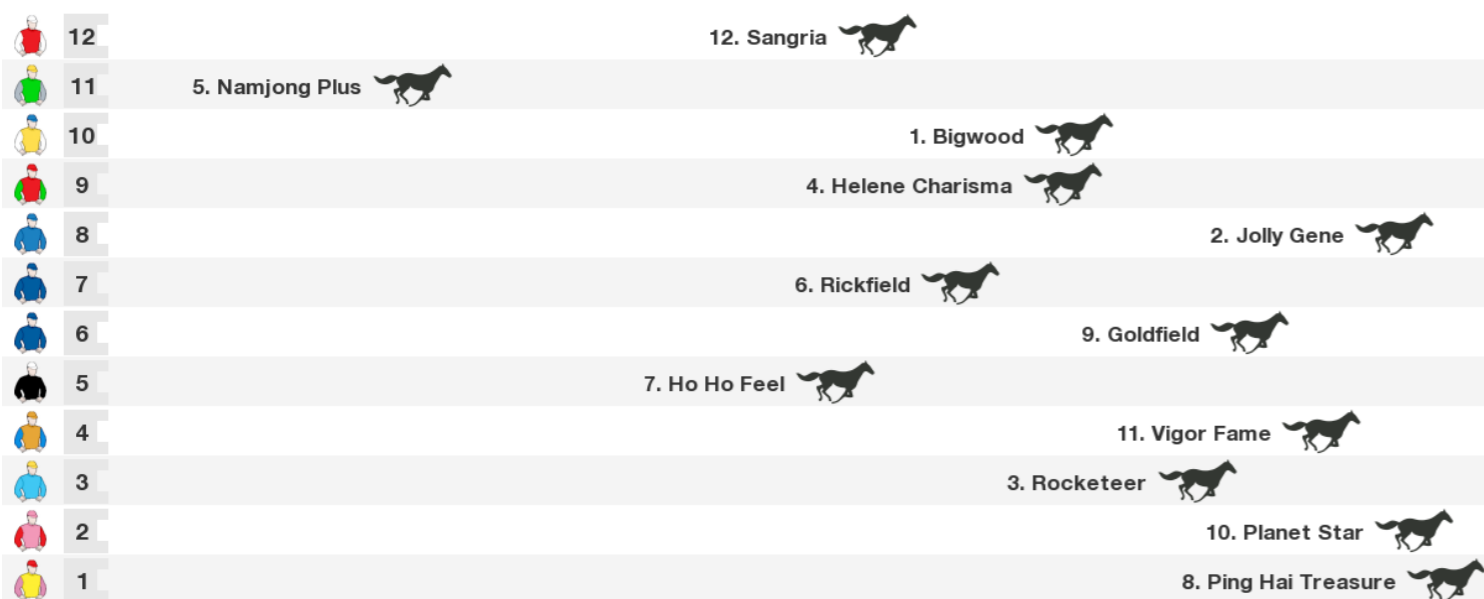 12 12. Sangria
11 5. Namjong Plus
10 1. Bigwood
9 4. Helene Charisma
8 2. Jolly Gene
7 6. Rickfield
6 9. Goldfield
5 7. Ho Ho Feel
4 11. Vigor Fame
3 3. Rocketeer
2 10. Planet Star
1 8. Ping Hai Treasure